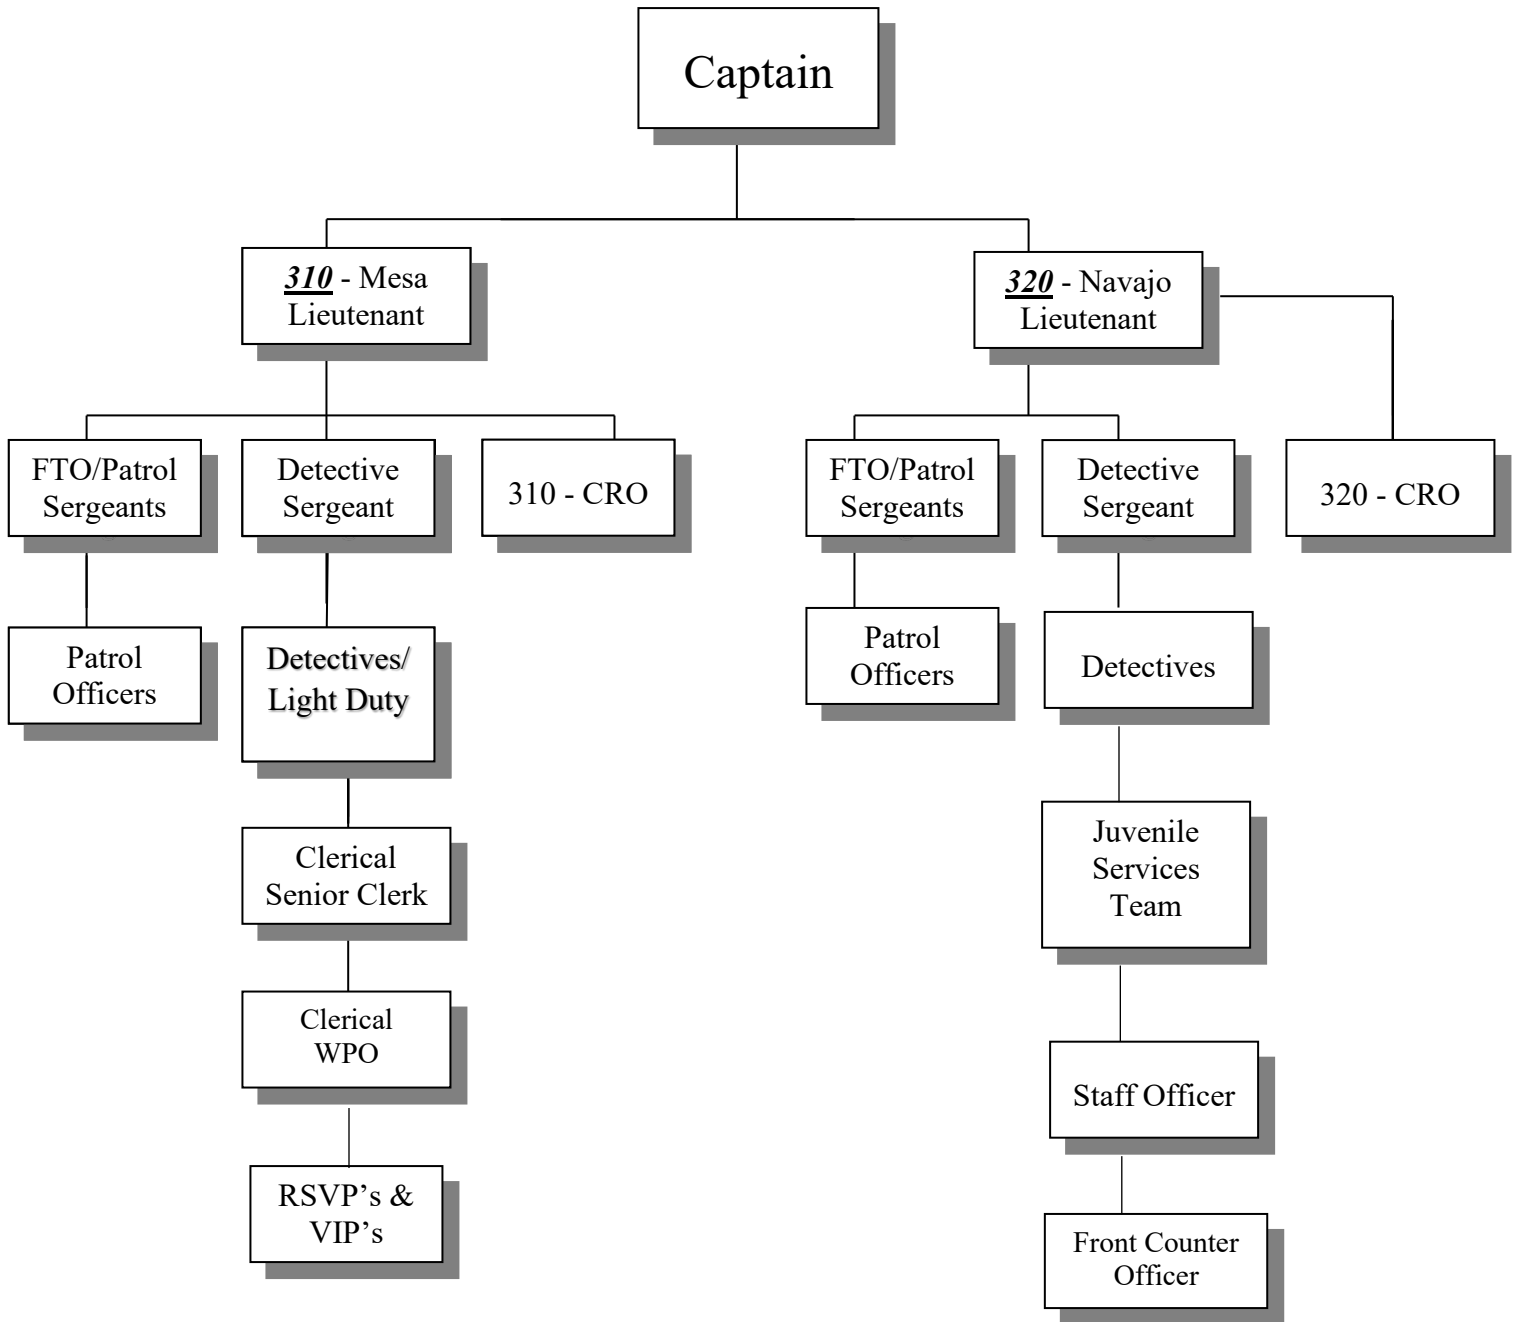 Captain
310 - Mesa
Lieutenant
320 - Navajo
Lieutenant
FTO/Patrol
Sergeants
Detective
Sergeant
310 - CRO
FTO/Patrol
Sergeants
Detective
Sergeant
320 - CRO
Patrol
Officers
Detectives/
Light Duty
Patrol
Officers
Detectives
Clerical
Senior Clerk
Juvenile
Services
Team
Clerical
WPO
Staff Officer
RSVP’s &
VIP’s
Front Counter
Officer